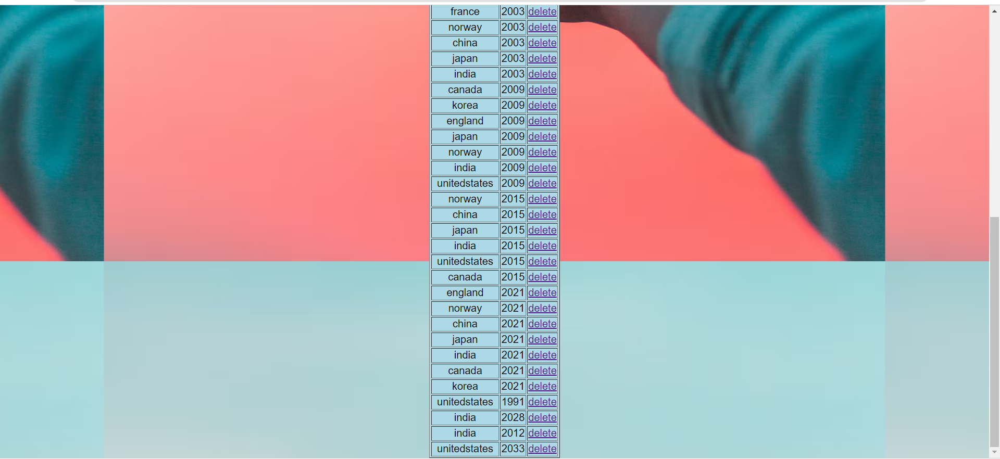 france 2003 delete
norway 2003 delete
china 2003 delete
japan 2003 delete
india 2003 delete
canada 2009 delete
korea 2009 delete
england 2009 delete
japan 2009 delete
norway 2009 delete
india 2009 delete
unitedstates 2009 delete
norway 2015 delete
china 2015 delete
japan 2015 delete
india 2015 delete
unitedstates 2015 delete
canada 2015 delete
england 2021 delete
norway 2021 delete
china 2021 delete
japan 2021 delete
india 2021 delete
canada 2021 delete
korea 2021 delete
unitedstates 1991 delete
india 2028 delete
india 2012 delete
unitedstates 2033 delete